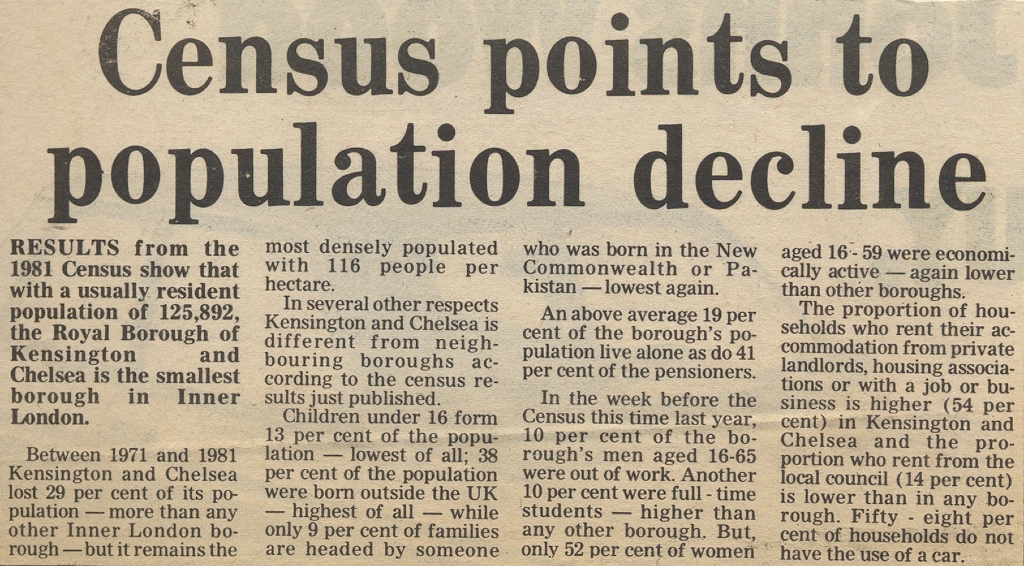 Census points to
population decline
RESULTS from the
1981 Census show that
with a usually resident
population of 125,892,
the Royal Borough of
Kensington and
Chelsea is the smallest
borough in Inner
London.
Between 1971 and 1981
Kensington and Chelsea
lost 29 per cent of its po-
pulation — more than any
other Inner London bo-
rough — but it remains the
most densely populated
with 116 people per
hectare.
In several other respects
Kensington and Chelsea is
different from neigh-
bouring boroughs ac-
cording to the census re-
sults just published.
Children under 16 form
13 per cent of the popu-
lation — lowest of all; 38
per cent of the population
were born outside the UK
— highest of all — while
only 9 per cent of families
are headed by someone
who was born in the New
Commonwealth or Pa-
kistan — lowest again.
An above average 19 per
cent of the borough's po-
pulation live alone as do 41
per cent of the pensioners.
In the week before the
Census this time last year,
10 per cent of the bo-
rough's men aged 16-65
were out of work. Another
10 per cent were full - time
students — higher than
any other borough. But,
only 52 per cent of women
aged 16 - 59 were economi-
cally active — again lower
than other boroughs.
The proportion of hou-
seholds who rent their ac-
commodation from private
landlords, housing associa-
tions or with a job or bu-
siness is higher (54 per
cent) in Kensington and
Chelsea and the pro-
portion who rent from the
local council (14 per cent)
is lower than in any bo-
rough. Fifty - eight per
cent of households do not
have the use of a car.